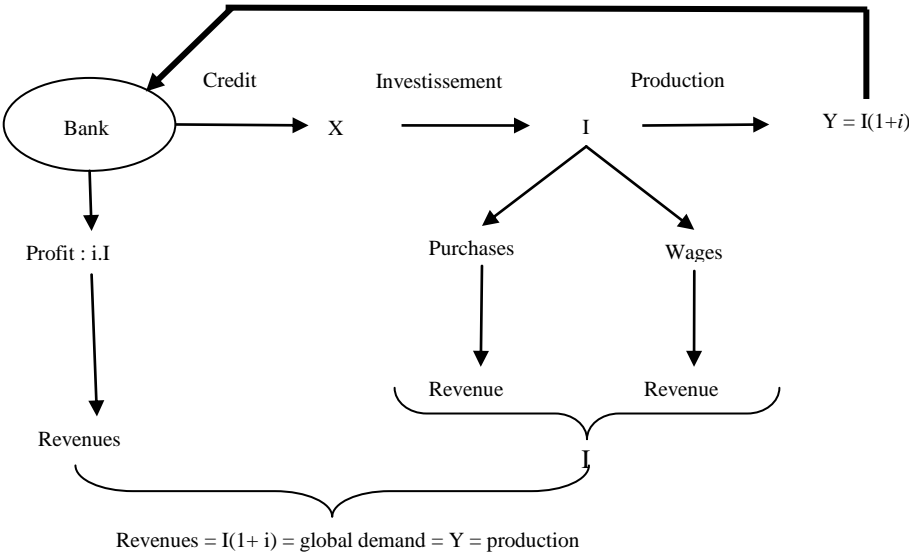 Credit
Investissement
Production
Bank
X
I
Y = I(1+i)
Profit : i.I
Purchases
Wages
Revenue
Revenue
Revenues
I
Revenues = I(1+ i) = global demand = Y = production